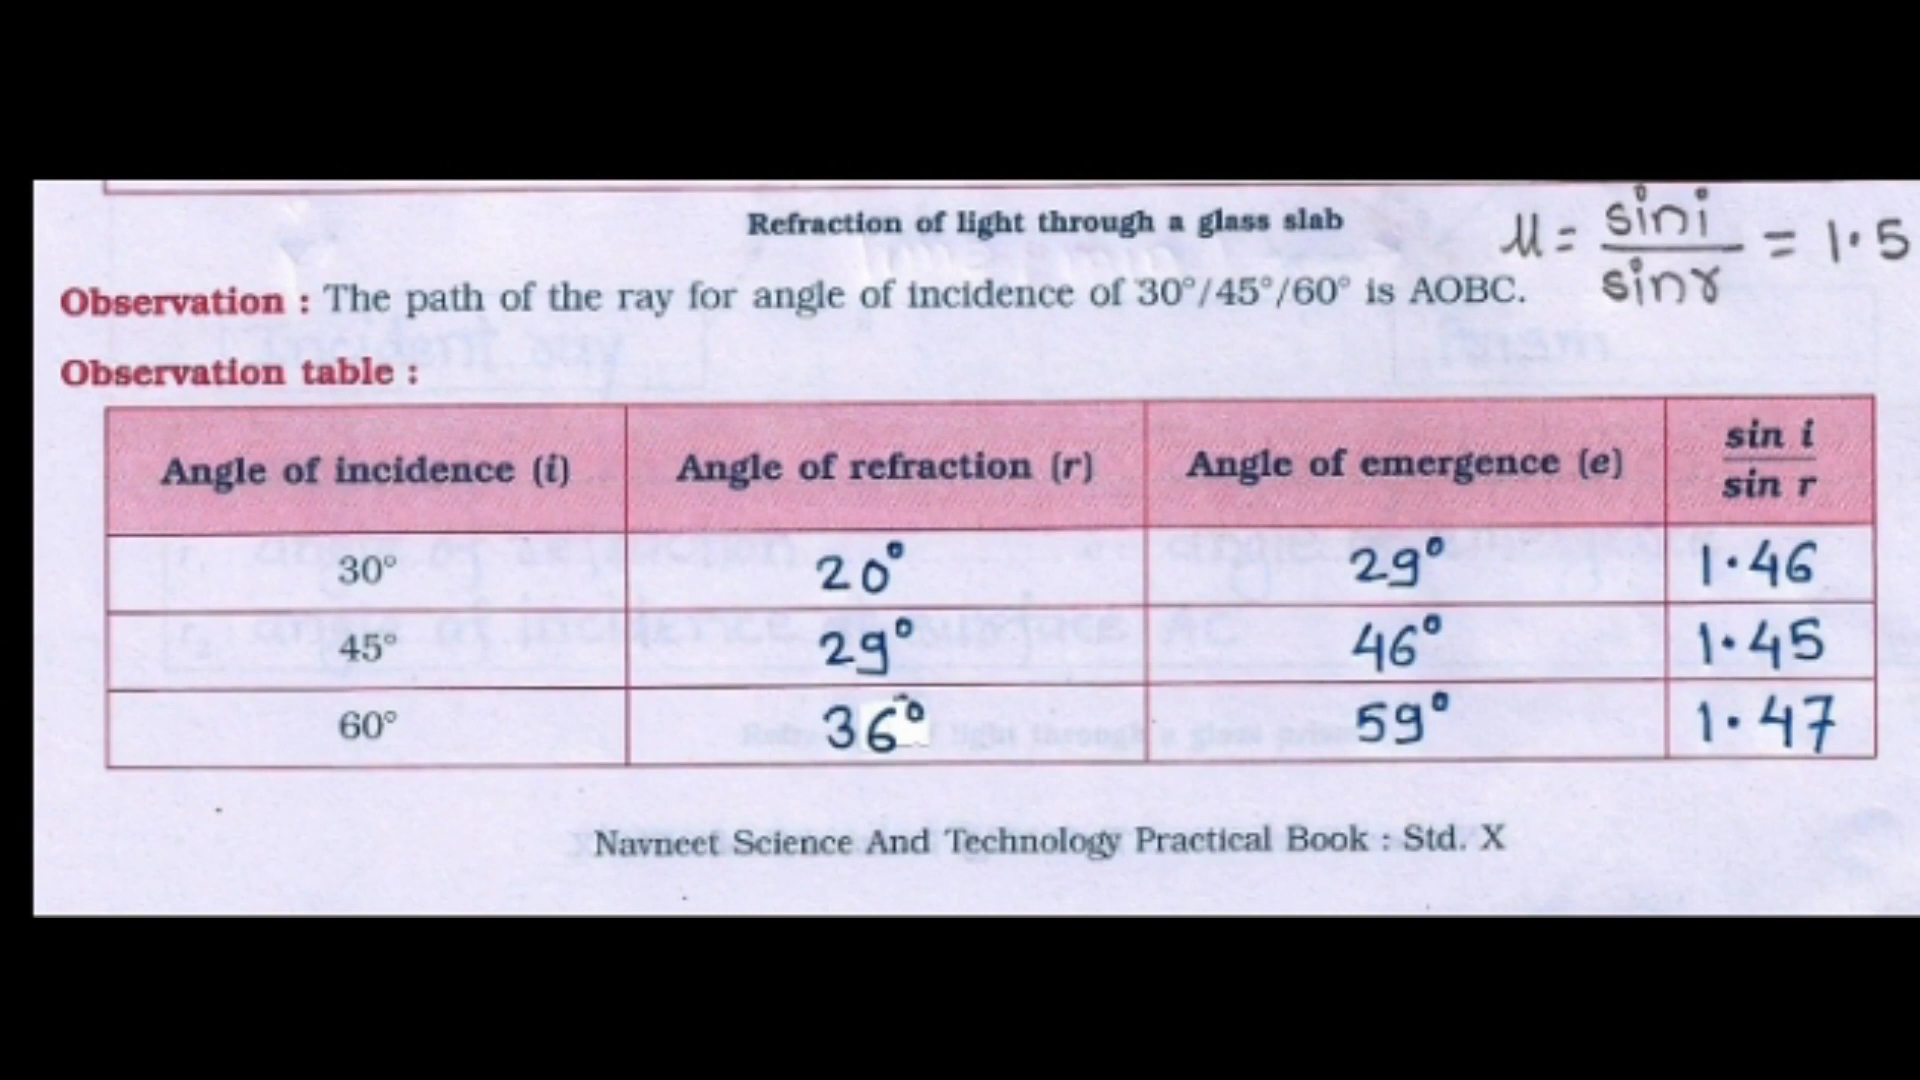 Refraction of light through a glass slab
μ = sin i / sin r = 1.5
Observation : The path of the ray for angle of incidence of 30°/45°/60° is AOBC.
Observation table :
Angle of incidence (i) Angle of refraction (r) Angle of emergence (e) sin i / sin r
30° 20° 29° 1.46
45° 29° 46° 1.45
60° 36° 59° 1.47
Navneet Science And Technology Practical Book : Std. X